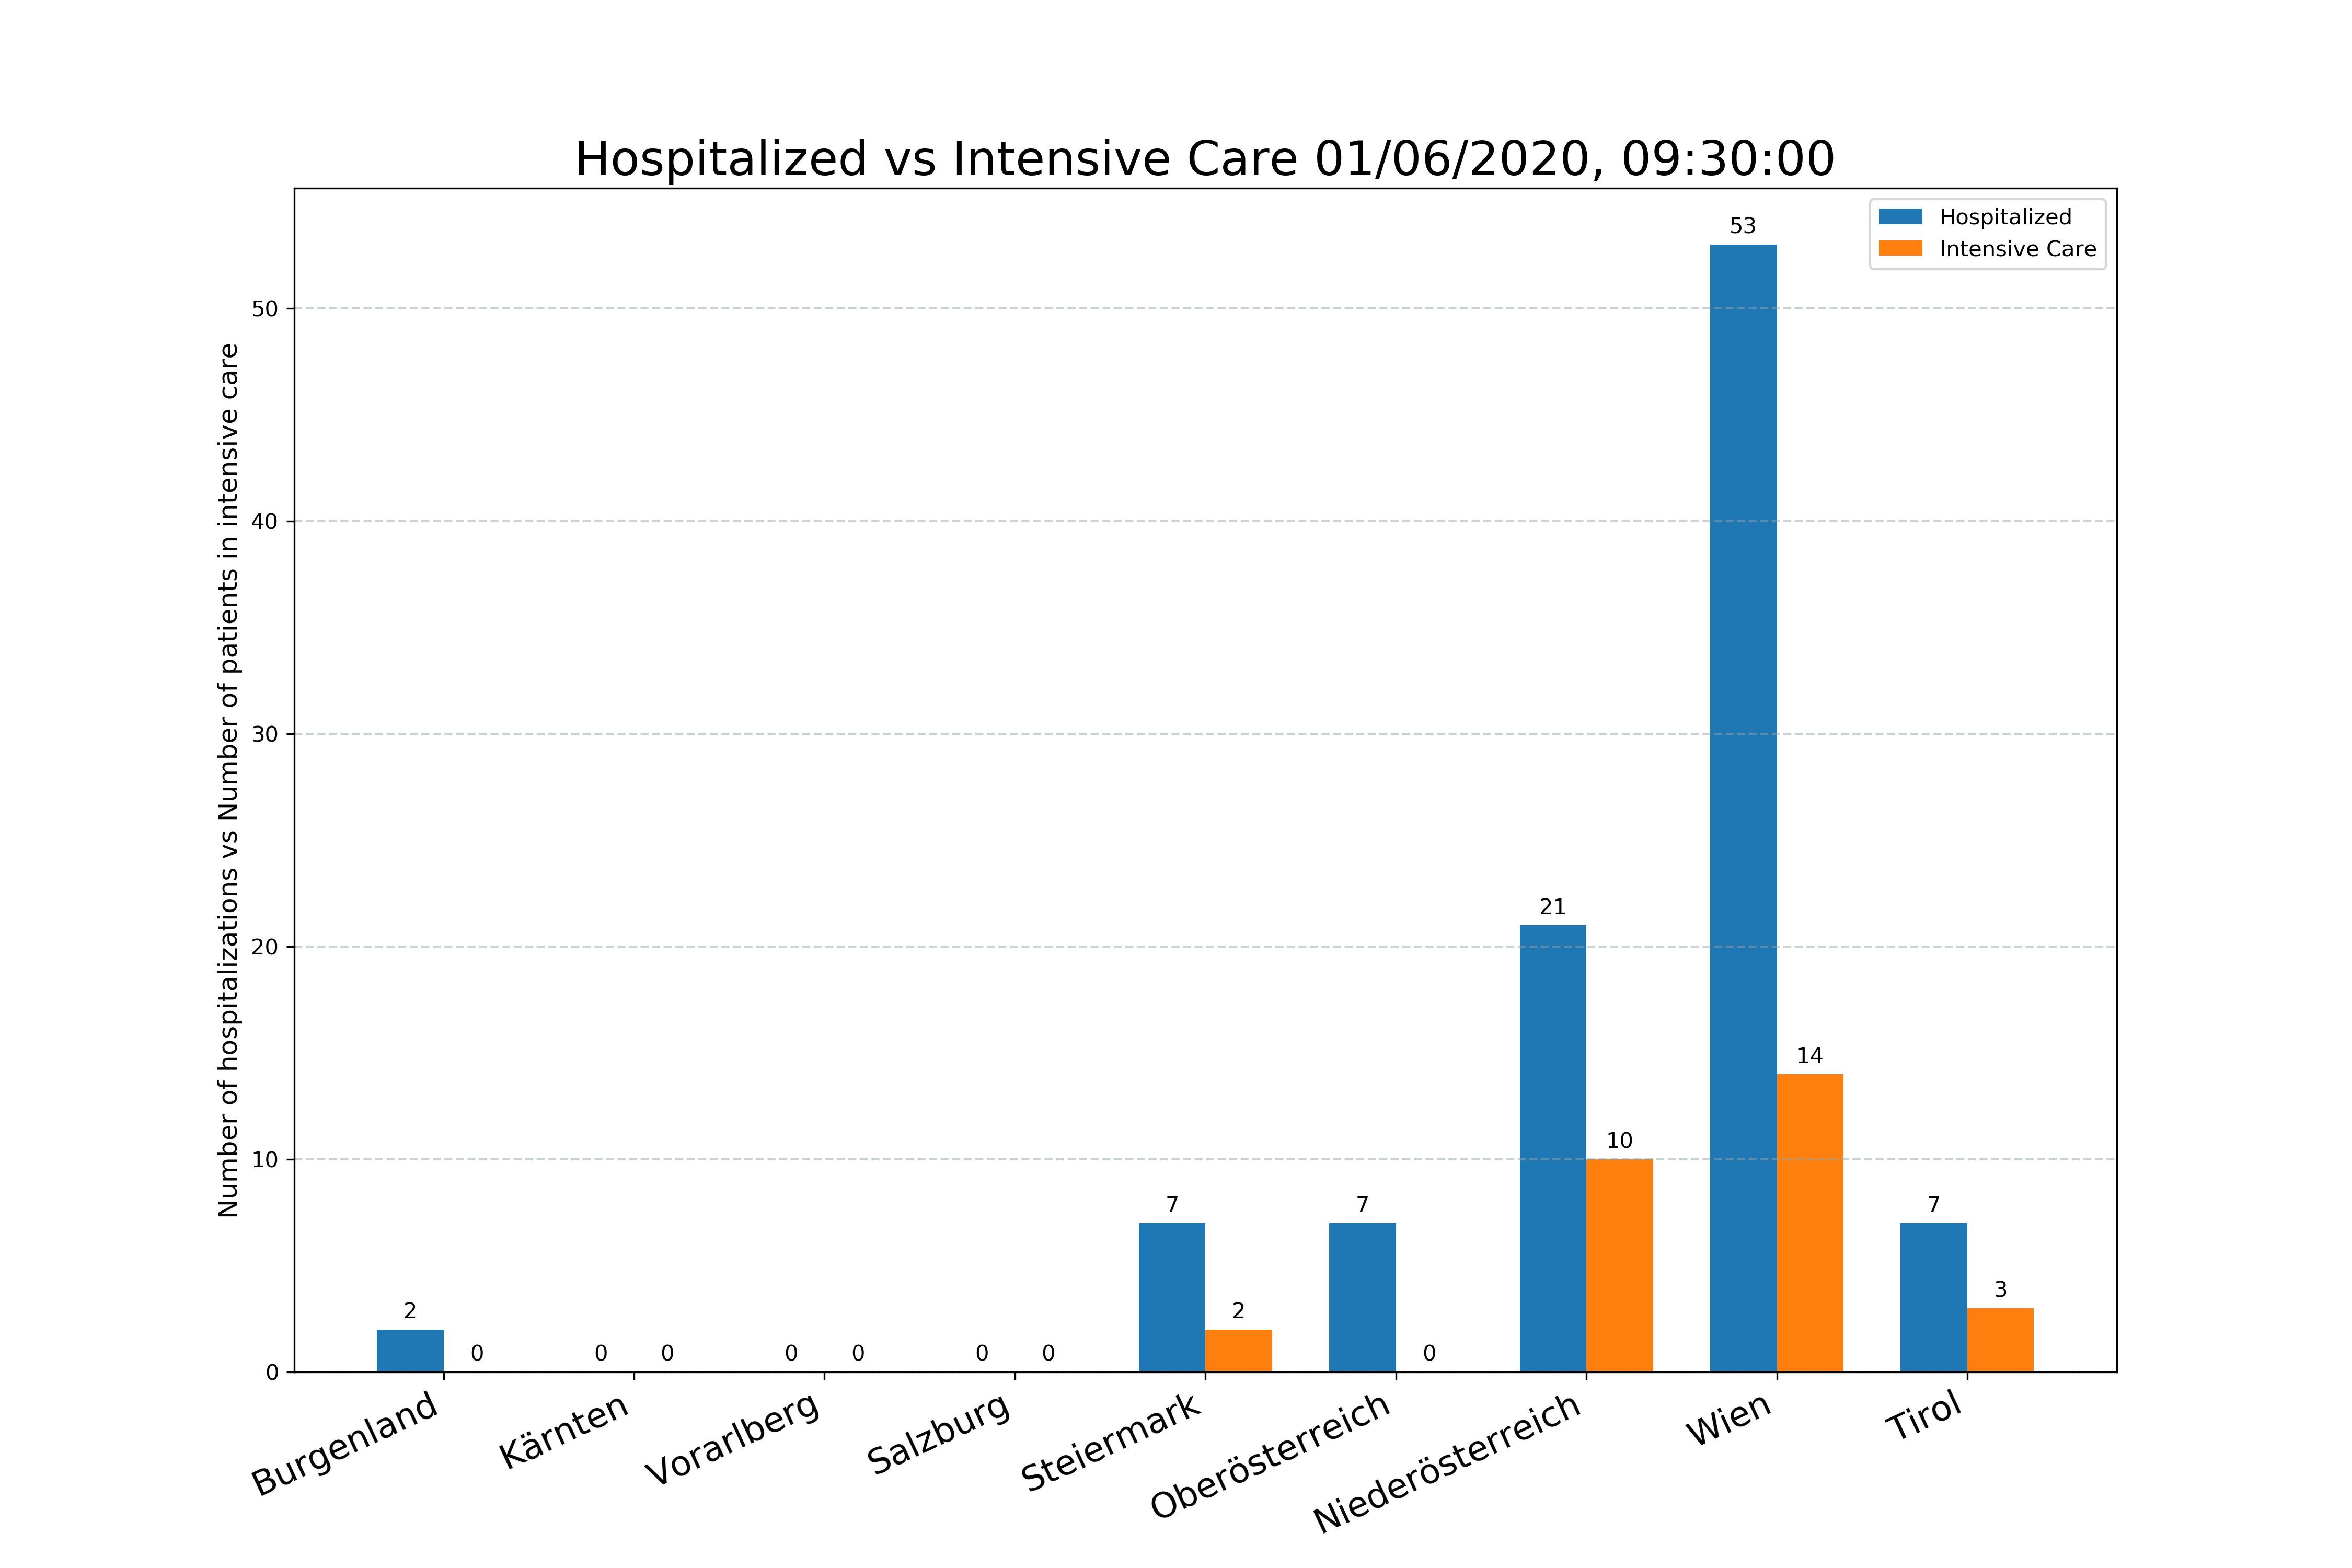 Hospitalized vs Intensive Care 01/06/2020, 09:30:00
Hospitalized
Intensive Care
Number of hospitalizations vs Number of patients in intensive care
50
40
30
20
10
0
2
0
0
0
0
0
0
0
7
2
7
0
21
10
53
14
7
3
Burgenland
Kärnten
Vorarlberg
Salzburg
Steiermark
Oberösterreich
Niederösterreich
Wien
Tirol